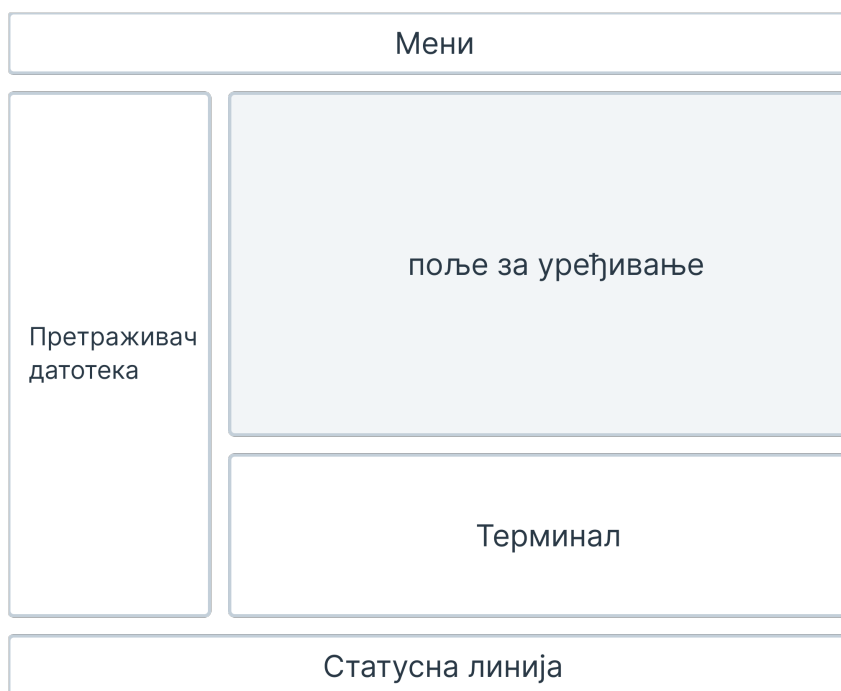 Мени
поље за уређивање
Претраживач
датотека
Терминал
Статусна линија